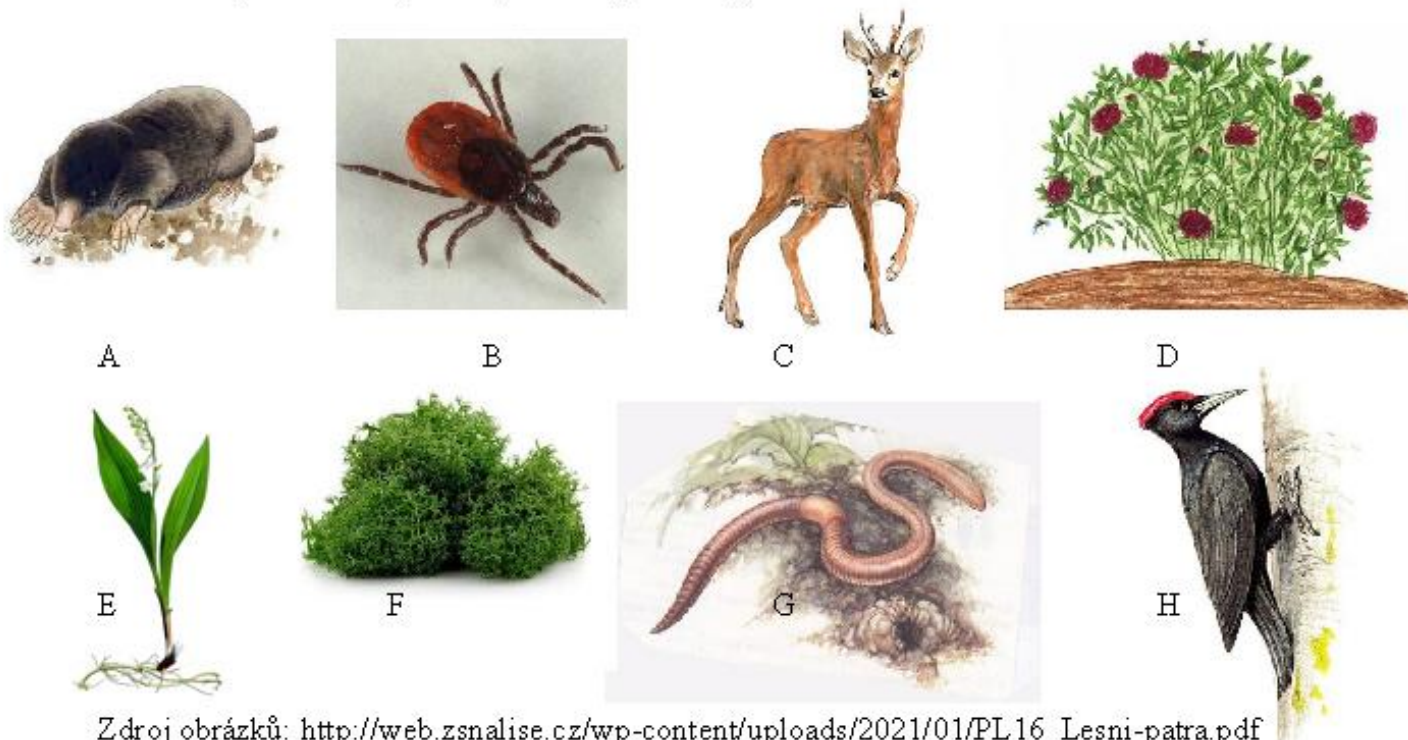 A B C D
E F G H
Zdroj obrázků: http://web.zsnalise.cz/wp-content/uploads/2021/01/PL16_Lesni-patra.pdf